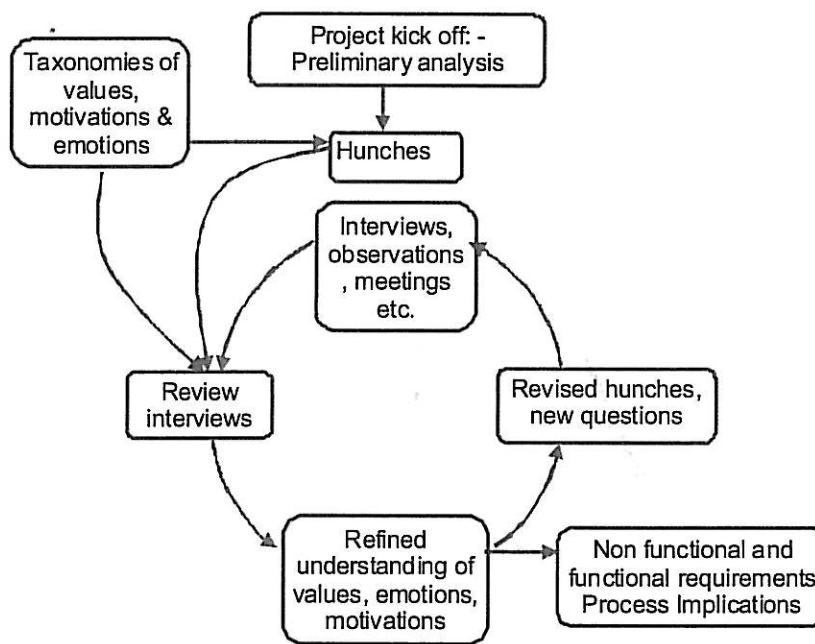 Project kick off: -
Preliminary analysis
Taxonomies of
values,
motivations &
emotions
Hunches
Interviews,
observations
, meetings
etc.
Review
interviews
Revised hunches,
new questions
Refined
understanding of
values, emotions,
motivations
Non functional and
functional requirements
Process Implications